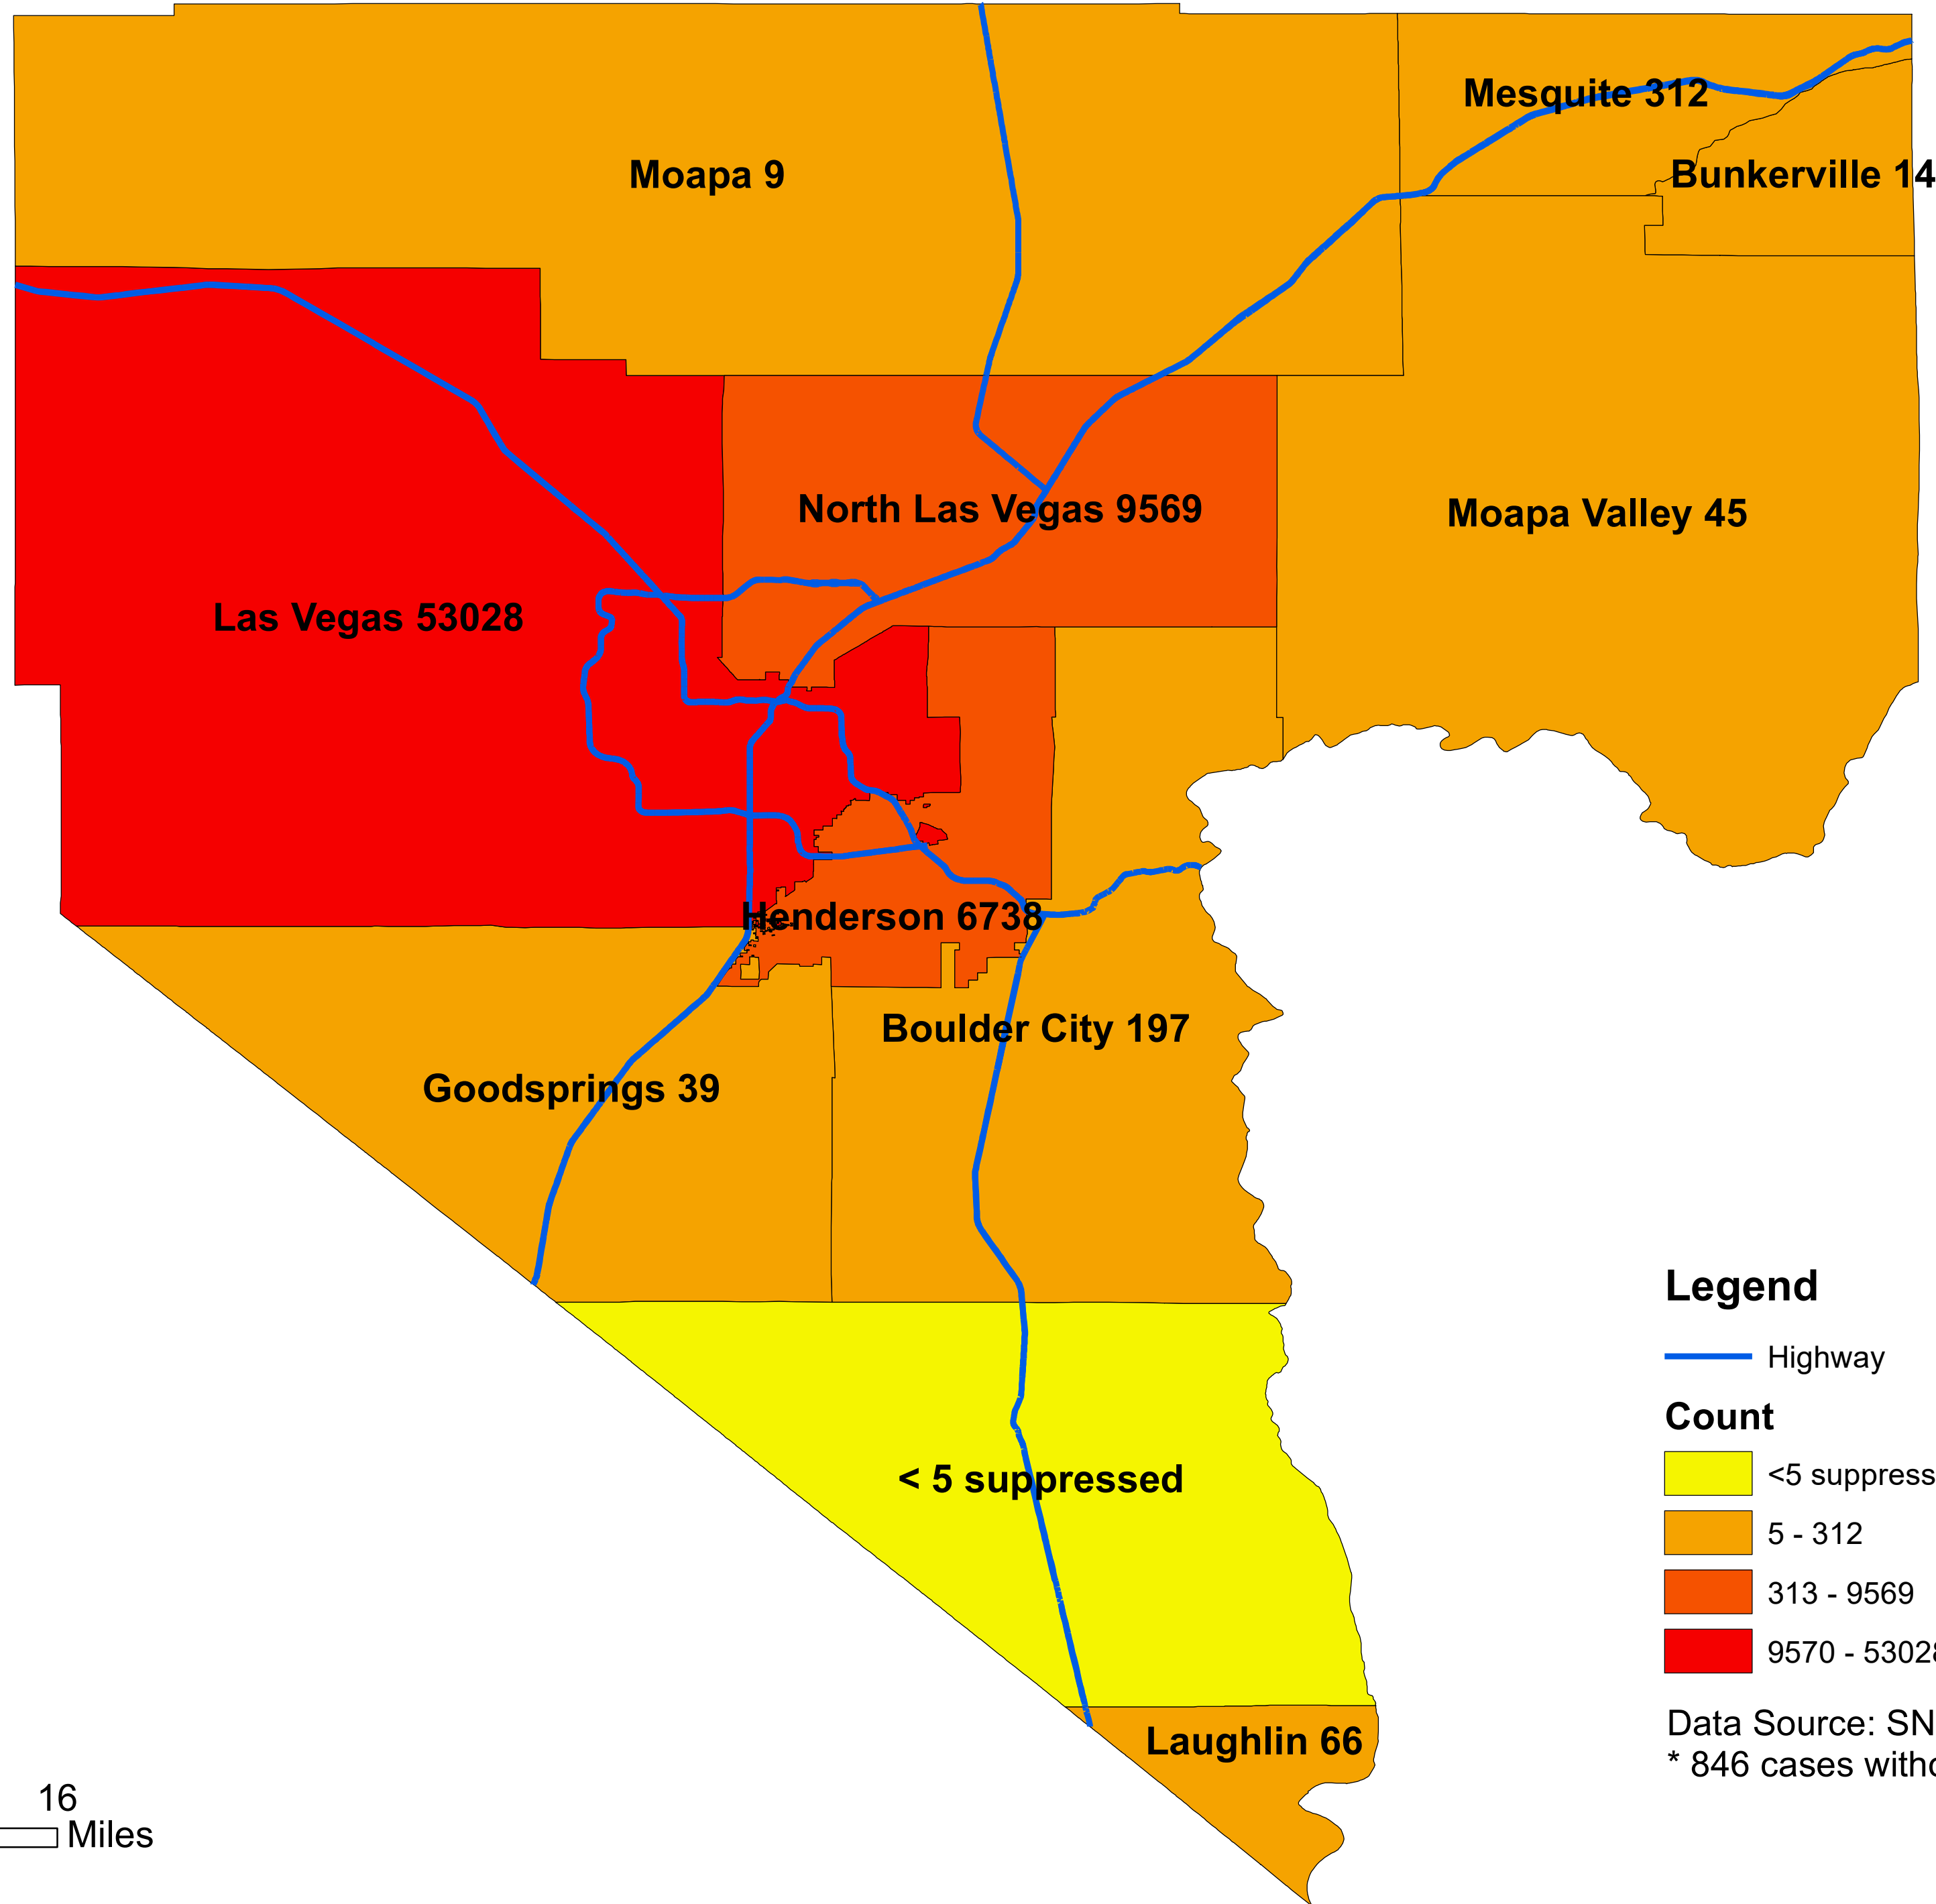 Mesquite 312
Moapa 9
Bunkerville 14
North Las Vegas 9569
Moapa Valley 45
Las Vegas 53028
Henderson 6738
Boulder City 197
Goodsprings 39
< 5 suppressed
Laughlin 66
Legend
Highway
Count
<5 suppress
5 - 312
313 - 9569
9570 - 53028
Data Source: SN
* 846 cases witho
16
Miles